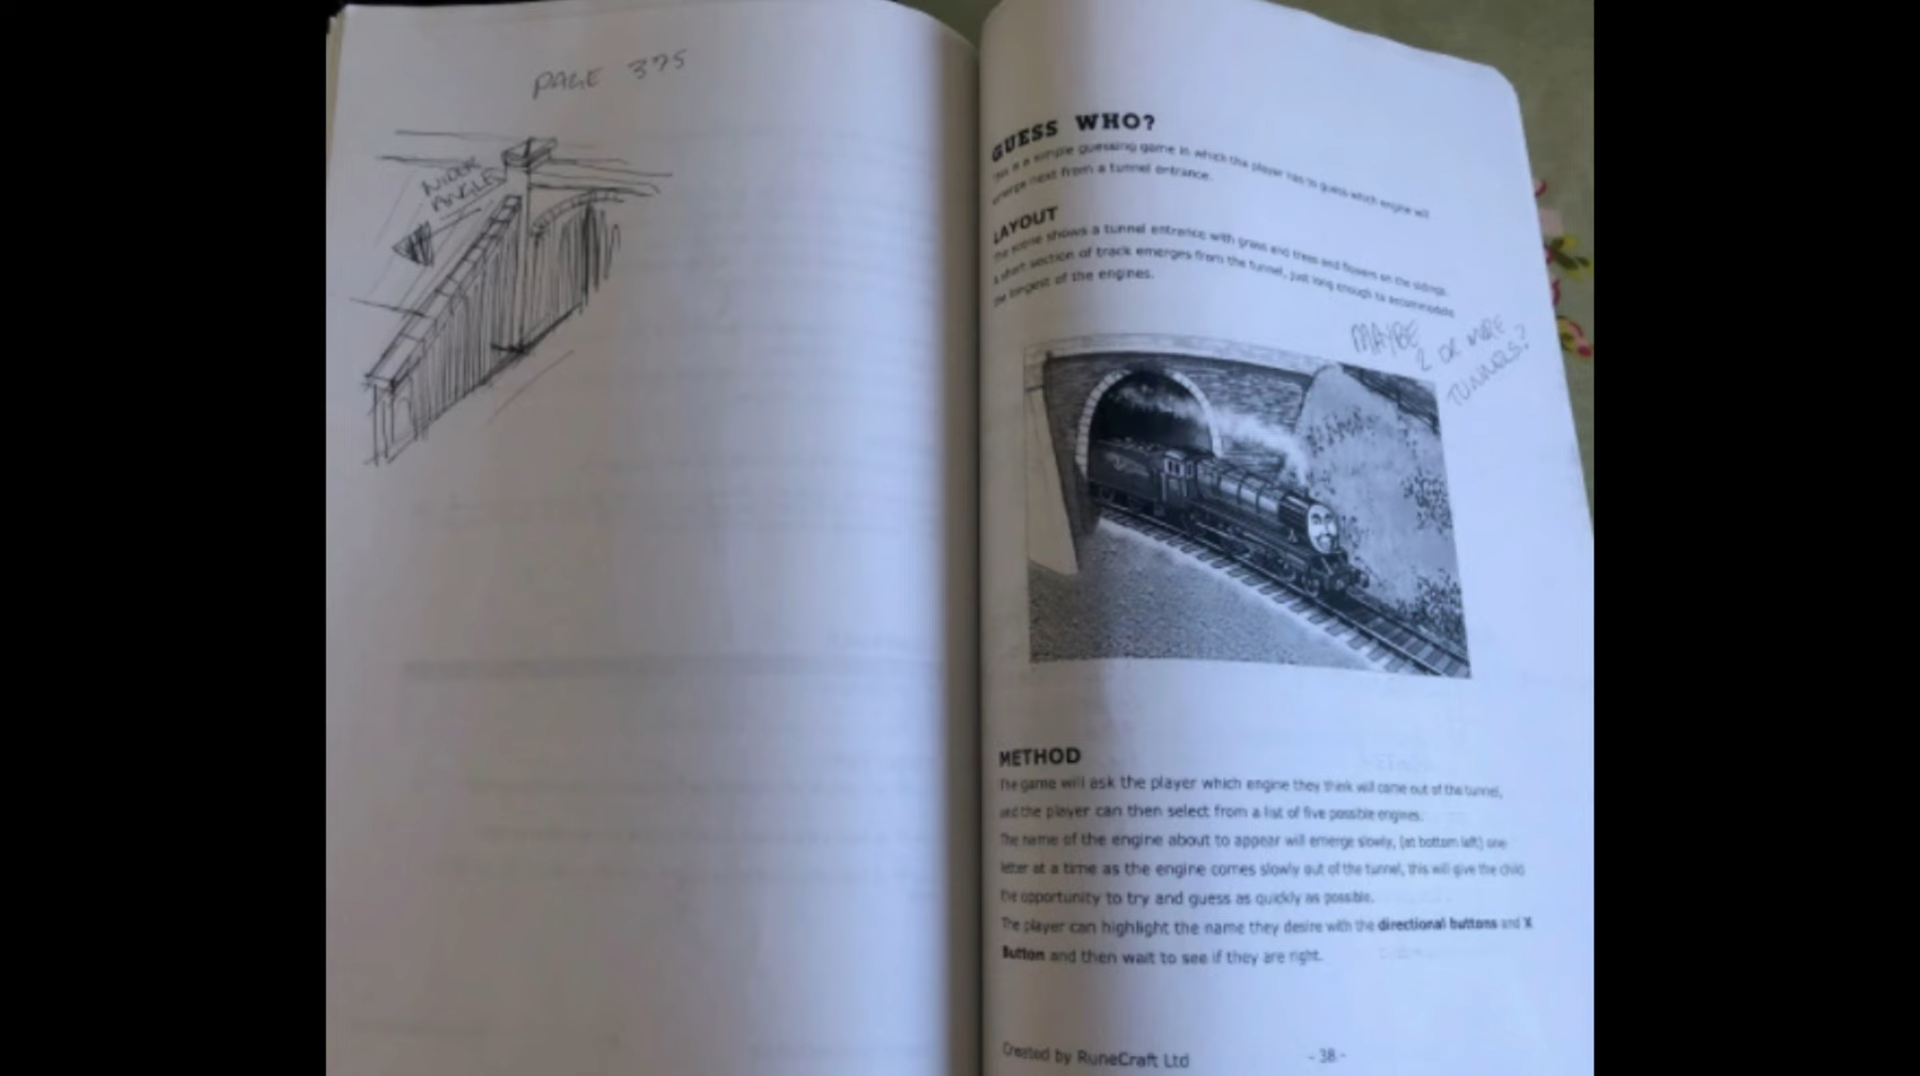 PAGE 375
WIDER
ANGLE
GUESS WHO?
This is a simple guessing game in which the player has to guess which engine will
emerge next from a tunnel entrance.
LAYOUT
The scene shows a tunnel entrance with grass and trees and flowers on the sidings.
A short section of track emerges from the tunnel, just long enough to accommodate
the longest of the engines.
MAYBE
2 OR MORE
TUNNELS?
METHOD
The game will ask the player which engine they think will come out of the tunnel,
and the player can then select from a list of five possible engines.
The name of the engine about to appear will emerge slowly, (at bottom left) one
letter at a time as the engine comes slowly out of the tunnel, this will give the child
the opportunity to try and guess as quickly as possible.
The player can highlight the name they desire with the directional buttons and X
Button and then wait to see if they are right.
Created by RuneCraft Ltd
- 38 -